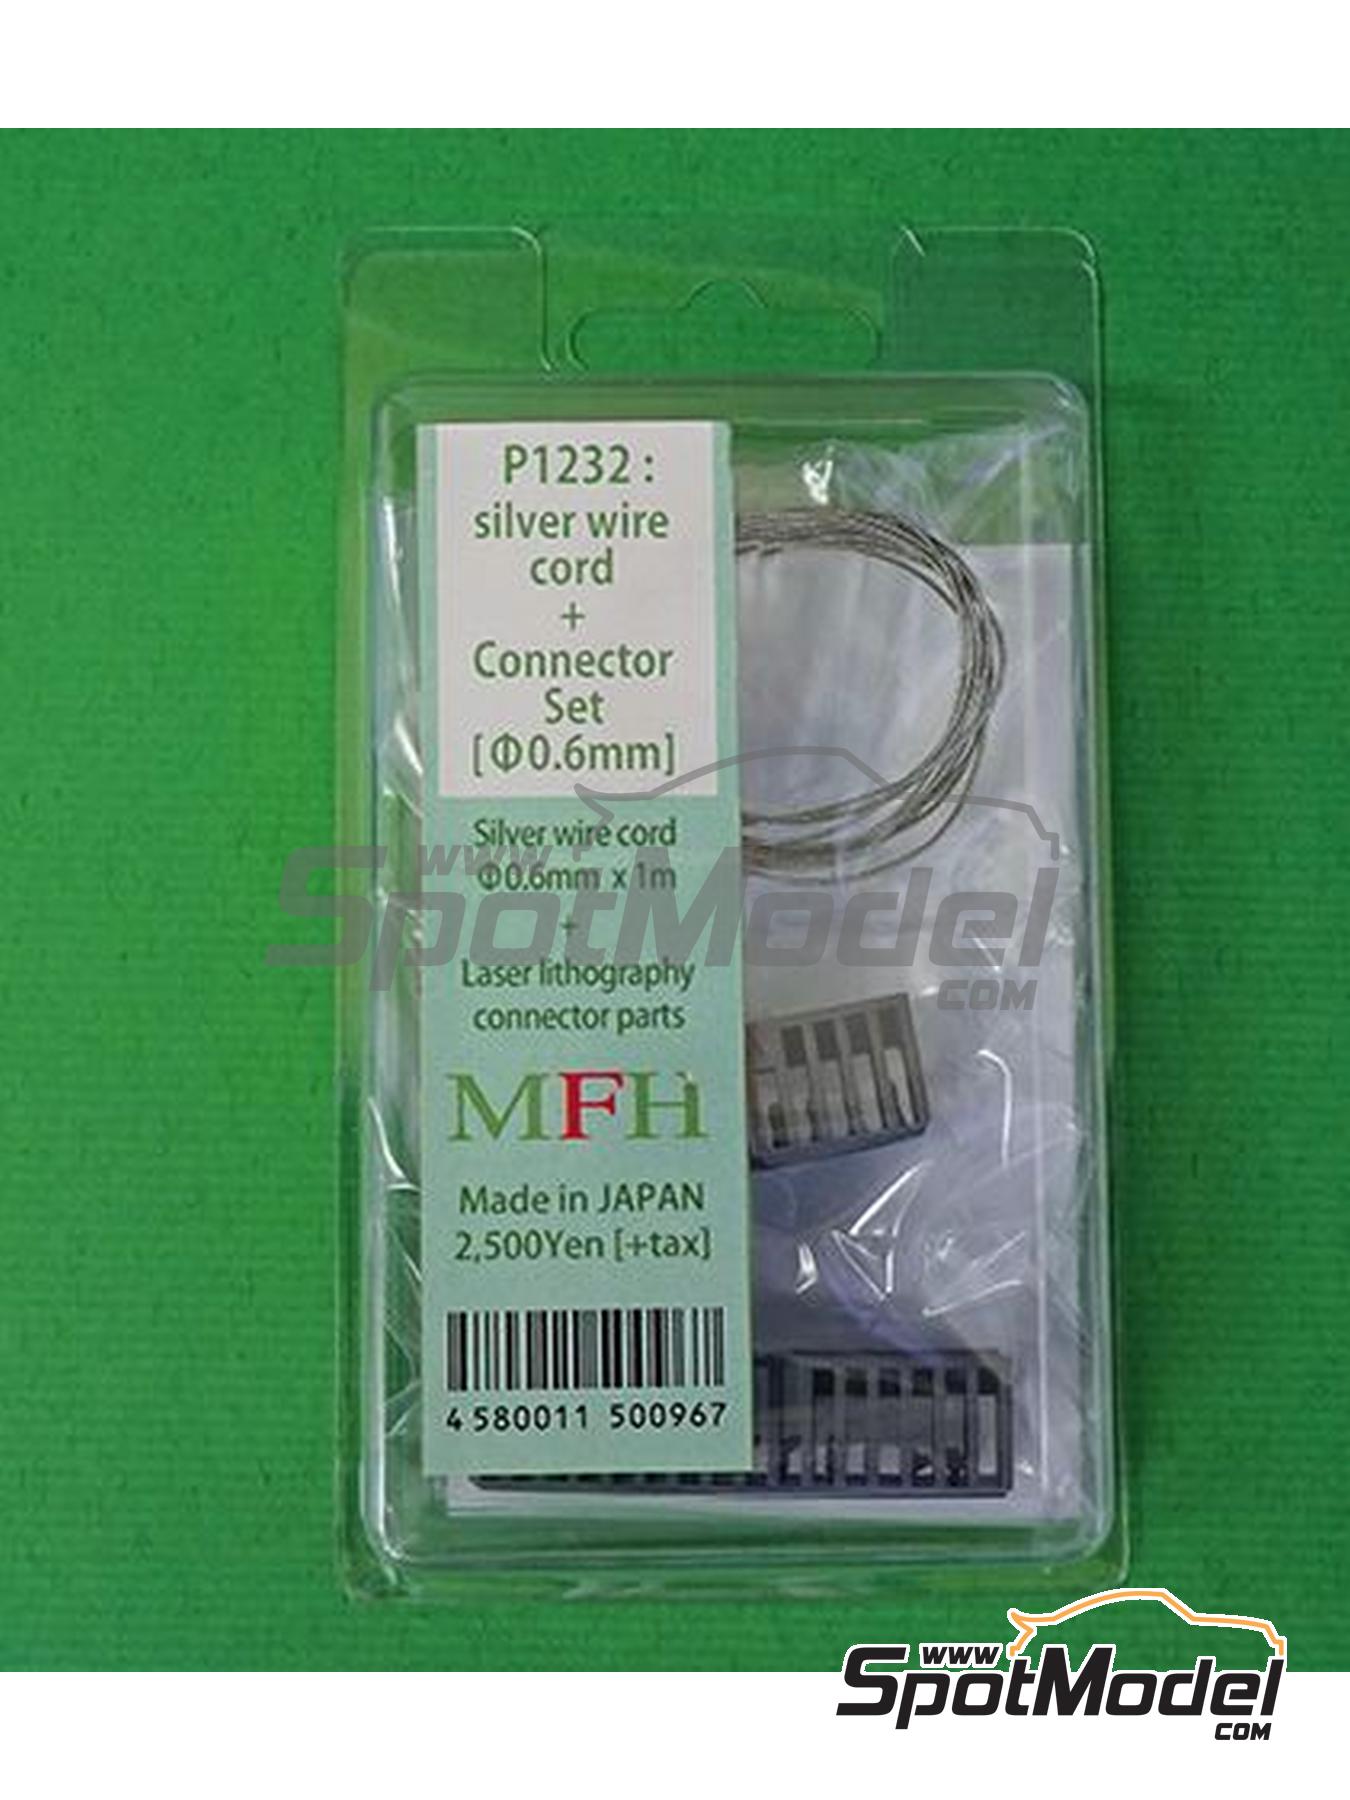 P1232 :
silver wire
cord
+
Connector
Set
[Φ0.6mm]
Silver wire cord
Φ0.6mm x 1m
+
Laser lithography
connector parts
MFH
Made in JAPAN
2,500Yen [+tax]
4 580011 500967
www
SpotModel
.COM
www
SpotModel
.COM